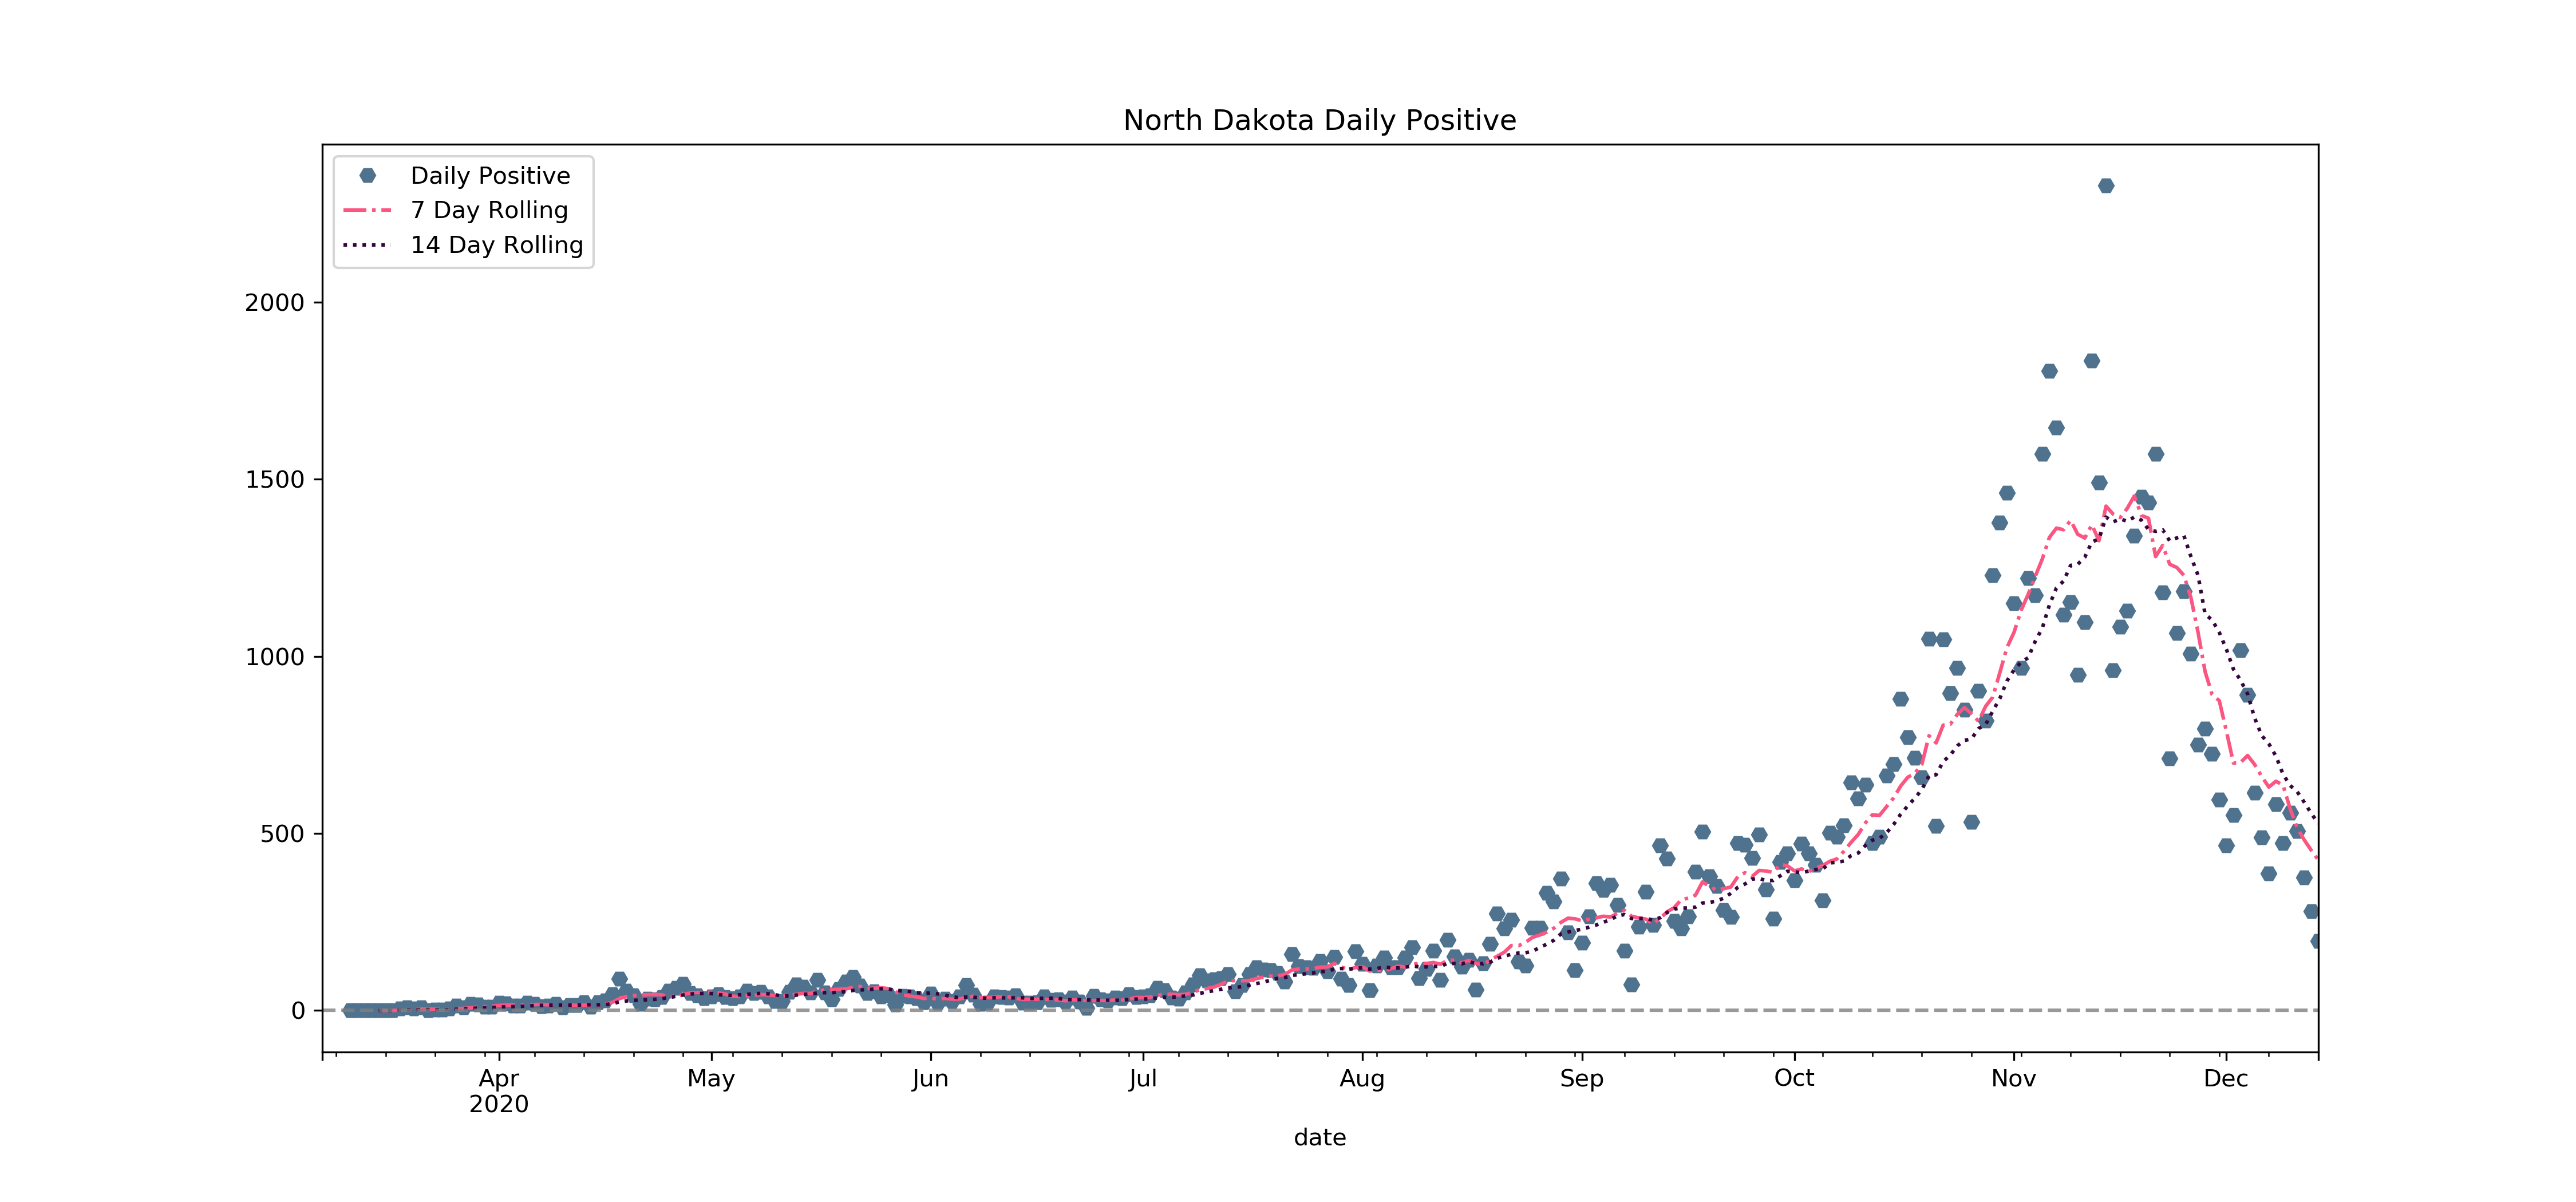 North Dakota Daily Positive
Daily Positive
7 Day Rolling
14 Day Rolling
2000
1500
1000
500
0
Apr May Jun Jul Aug Sep Oct Nov Dec
2020
date